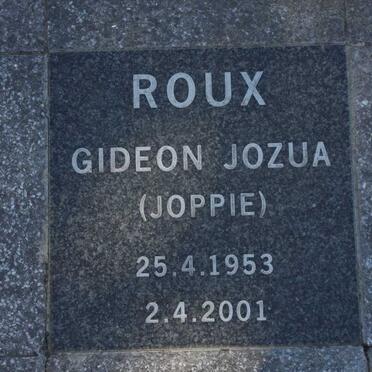 ROUX
GIDEON JOZUA
(JOPPIE)
25.4.1953
2.4.2001